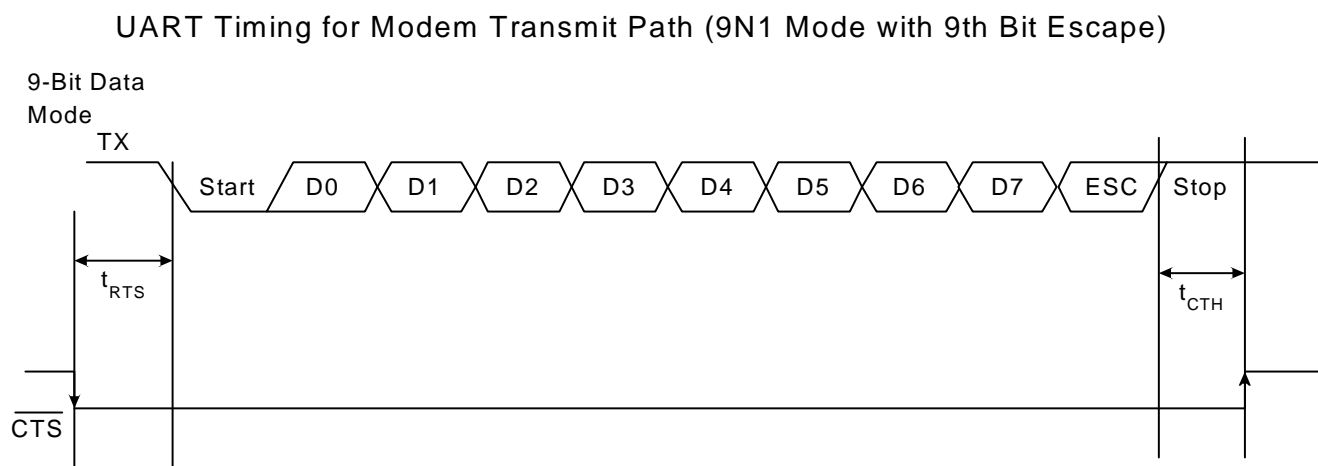 UART Timing for Modem Transmit Path (9N1 Mode with 9th Bit Escape)
9-Bit Data
Mode
TX
Start D0 D1 D2 D3 D4 D5 D6 D7 ESC Stop
tRTS
tCTH
CTS